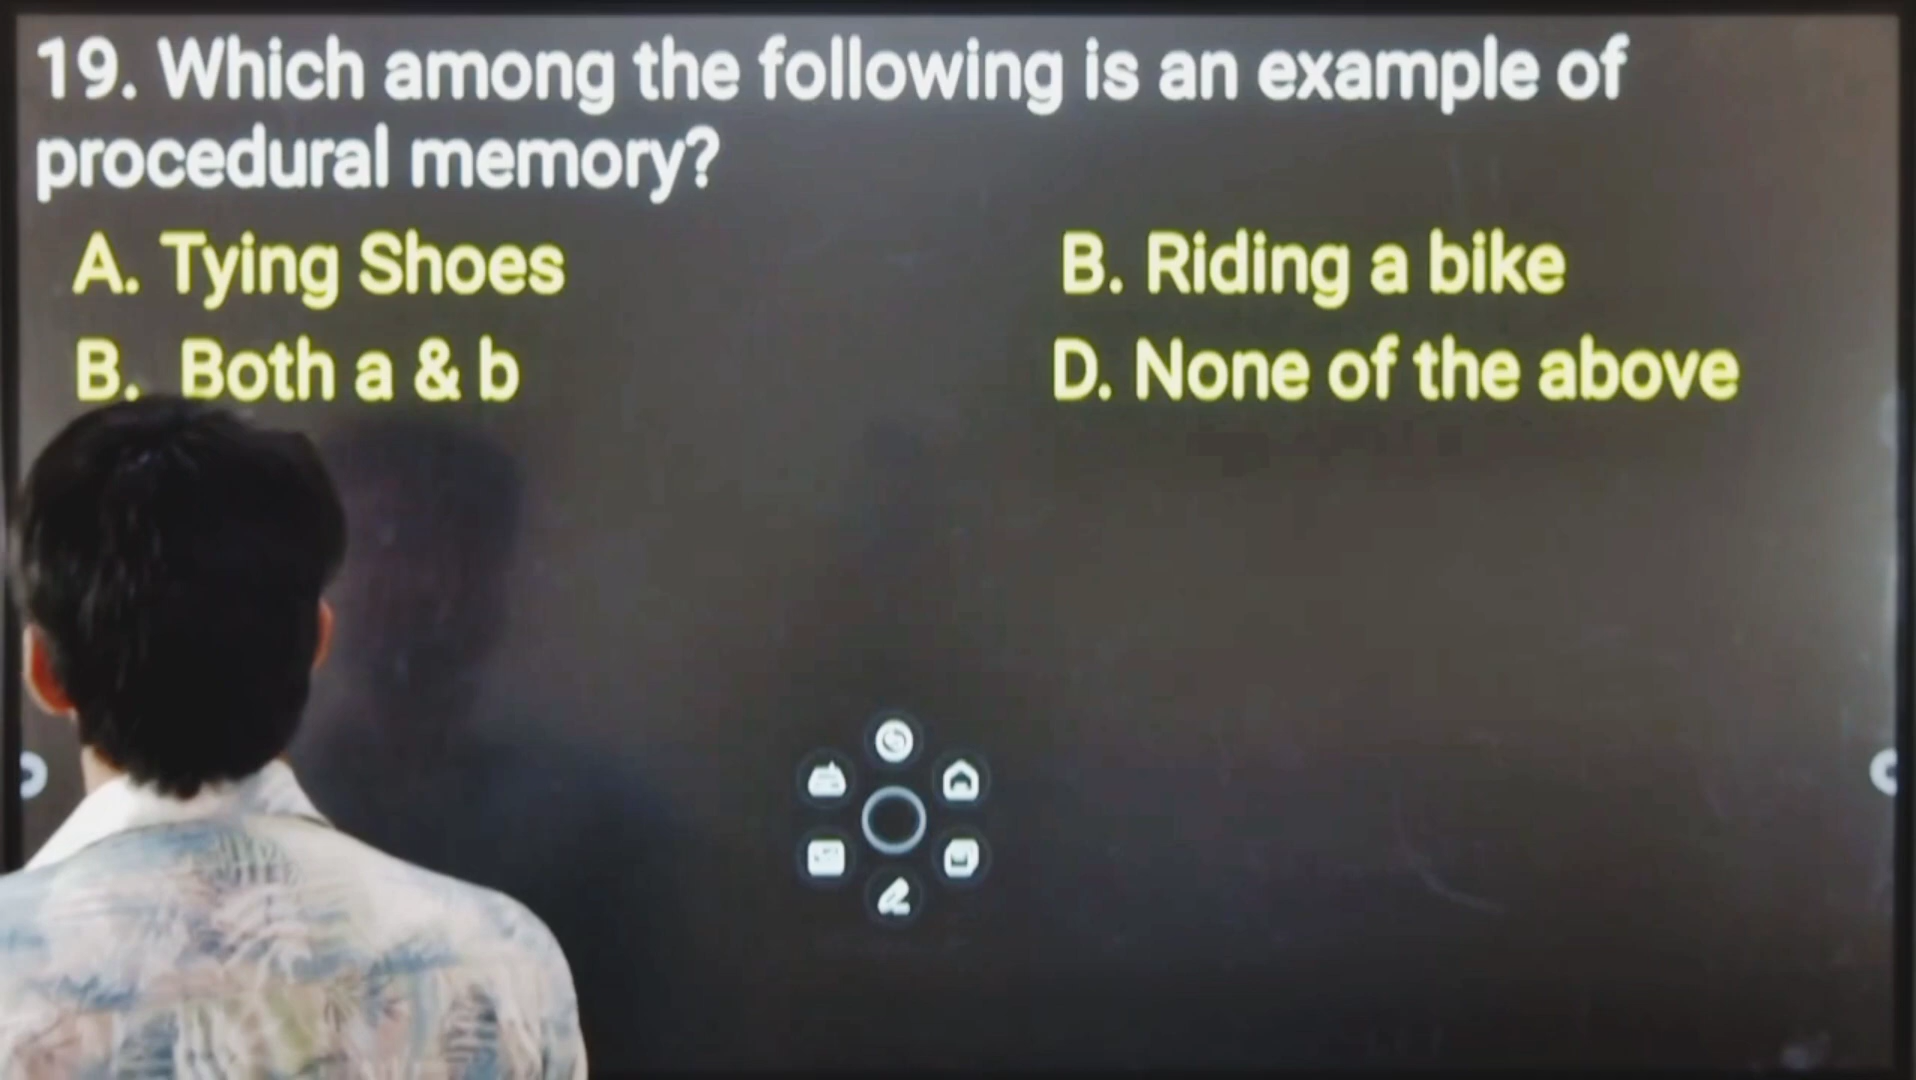 19. Which among the following is an example of
procedural memory?
A. Tying Shoes
B. Riding a bike
B. Both a & b
D. None of the above